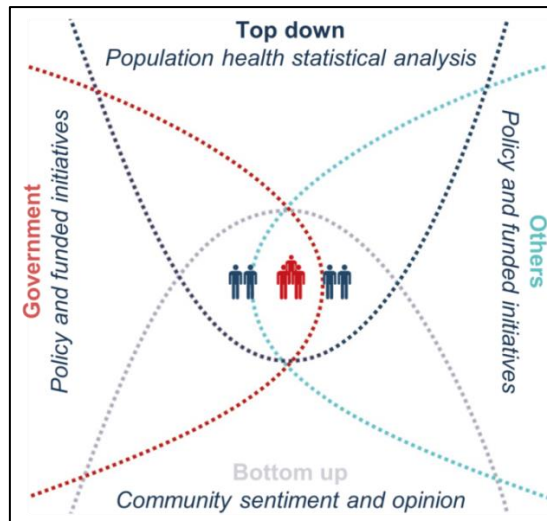 Top down
Population health statistical analysis
Government
Policy and funded initiatives
Policy and funded initiatives
Others
Bottom up
Community sentiment and opinion